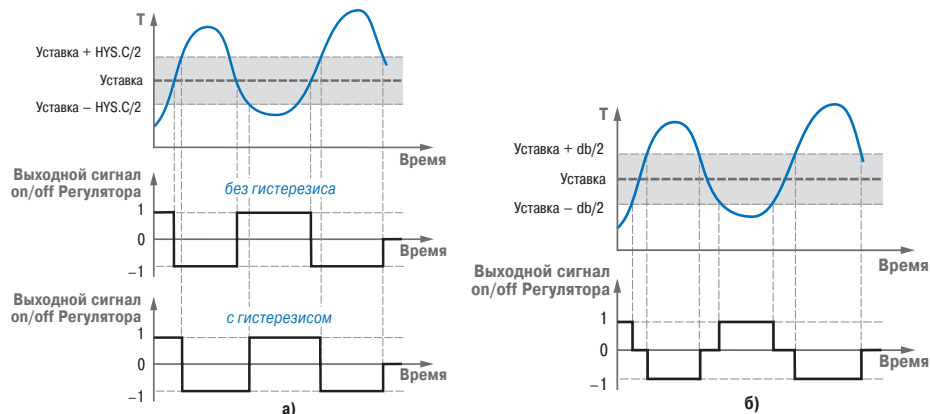 T
Уставка + HYS.C/2
Уставка
Уставка – HYS.C/2
Время
Выходной сигнал
on/off Регулятора
без гистерезиса
1
0
–1
Время
Выходной сигнал
on/off Регулятора
с гистерезисом
1
0
–1
Время
а)
T
Уставка + db/2
Уставка
Уставка – db/2
Время
Выходной сигнал
on/off Регулятора
1
0
–1
Время
б)